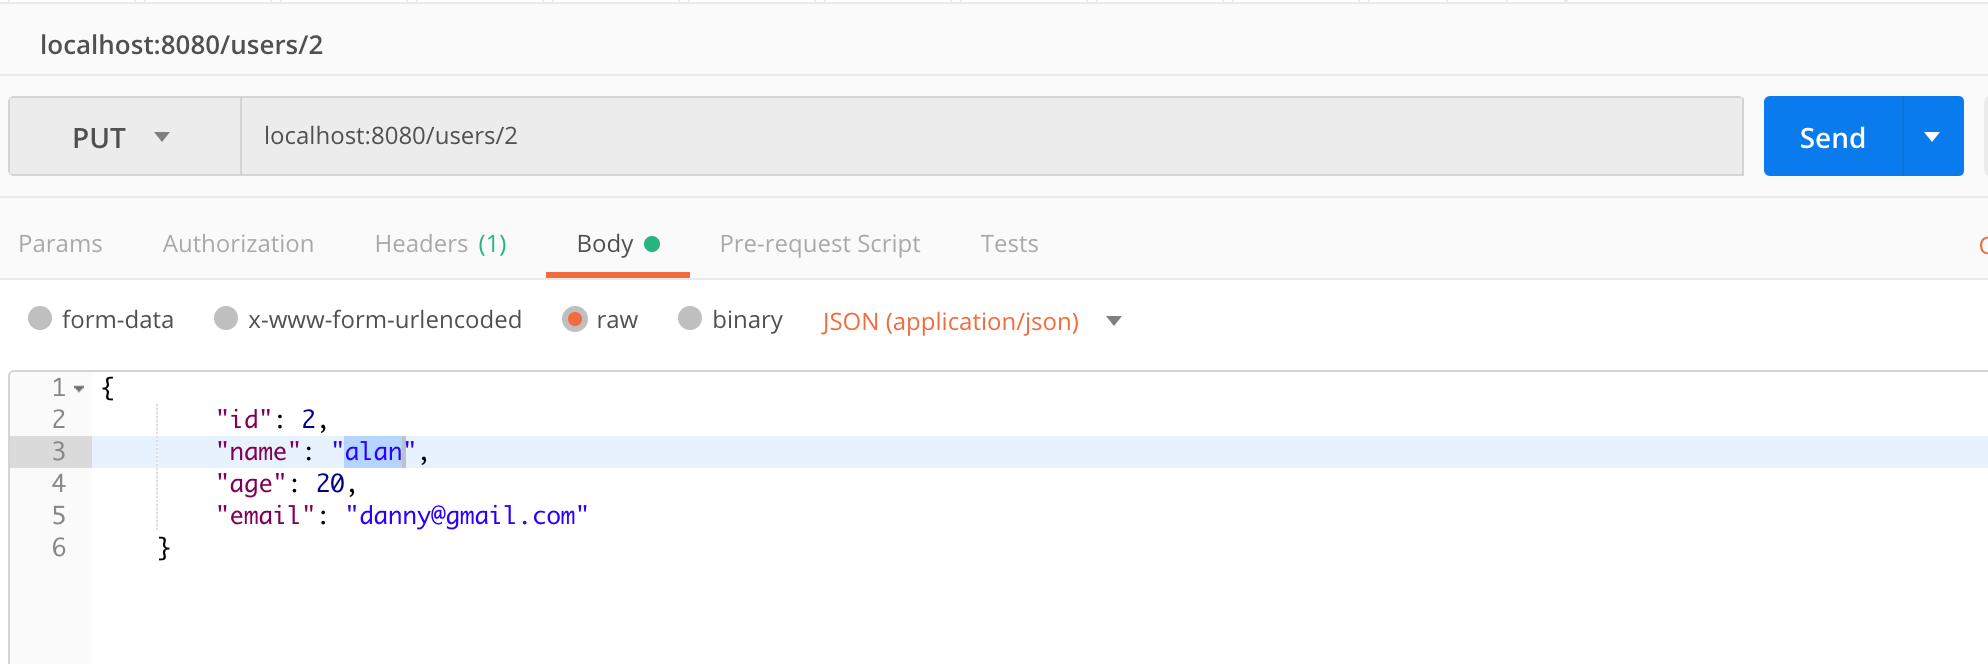 localhost:8080/users/2
PUT localhost:8080/users/2 Send
Params Authorization Headers (1) Body Pre-request Script Tests
form-data x-www-form-urlencoded raw binary JSON (application/json)
1 {
2 "id": 2,
3 "name": "alan",
4 "age": 20,
5 "email": "danny@gmail.com"
6 }